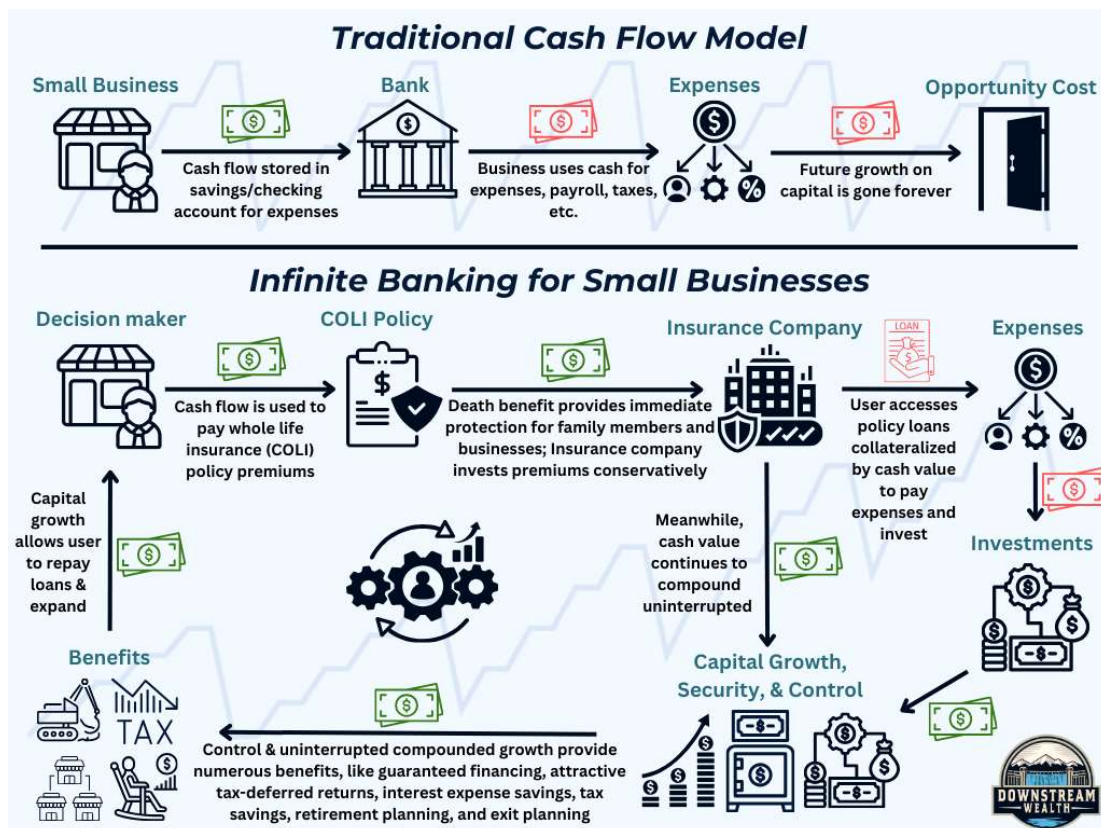 Traditional Cash Flow Model
Small Business
Bank
Expenses
Opportunity Cost
Cash flow stored in
savings/checking
account for expenses
Business uses cash for
expenses, payroll, taxes,
etc.
Future growth on
capital is gone forever
Infinite Banking for Small Businesses
Decision maker
COLI Policy
Insurance Company
LOAN
Expenses
Cash flow is used to
pay whole life
insurance (COLI)
policy premiums
Death benefit provides immediate
protection for family members and
businesses; Insurance company
invests premiums conservatively
User accesses
policy loans
collateralized
by cash value
to pay
expenses and
invest
Capital
growth
allows user
to repay
loans &
expand
Meanwhile,
cash value
continues to
compound
uninterrupted
Investments
Benefits
TAX
Capital Growth,
Security, & Control
Control & uninterrupted compounded growth provide
numerous benefits, like guaranteed financing, attractive
tax-deferred returns, interest expense savings, tax
savings, retirement planning, and exit planning
DOWNSTREAM
WEALTH